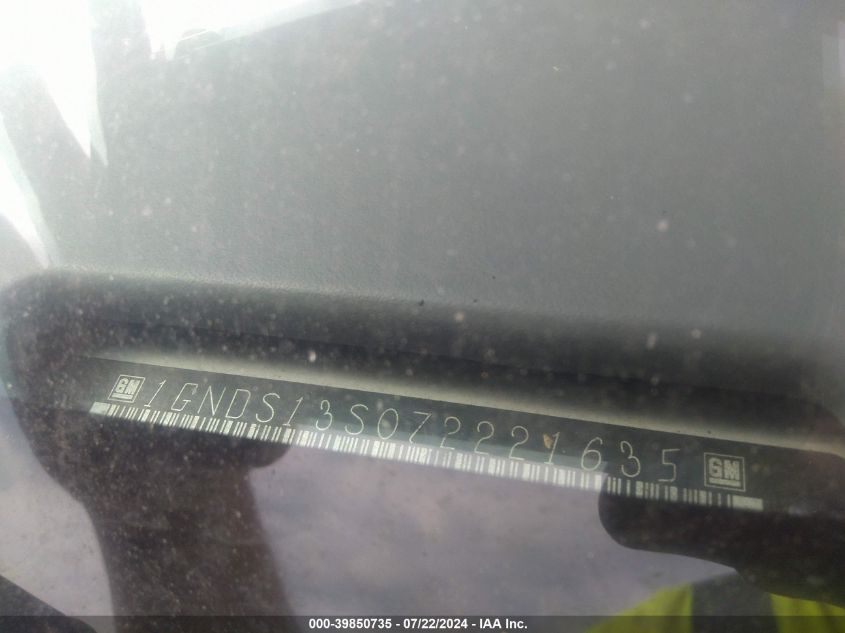 GM 1GNDS13S072221635 GM
000-39850735 - 07/22/2024 - IAA Inc.